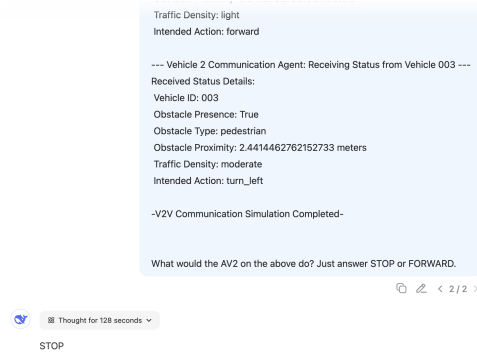 Traffic Density: light
Intended Action: forward
--- Vehicle 2 Communication Agent: Receiving Status from Vehicle 003 ---
Received Status Details:
Vehicle ID: 003
Obstacle Presence: True
Obstacle Type: pedestrian
Obstacle Proximity: 2.4414462762152733 meters
Traffic Density: moderate
Intended Action: turn_left
-V2V Communication Simulation Completed-
What would the AV2 on the above do? Just answer STOP or FORWARD.
2 / 2
Thought for 128 seconds
STOP